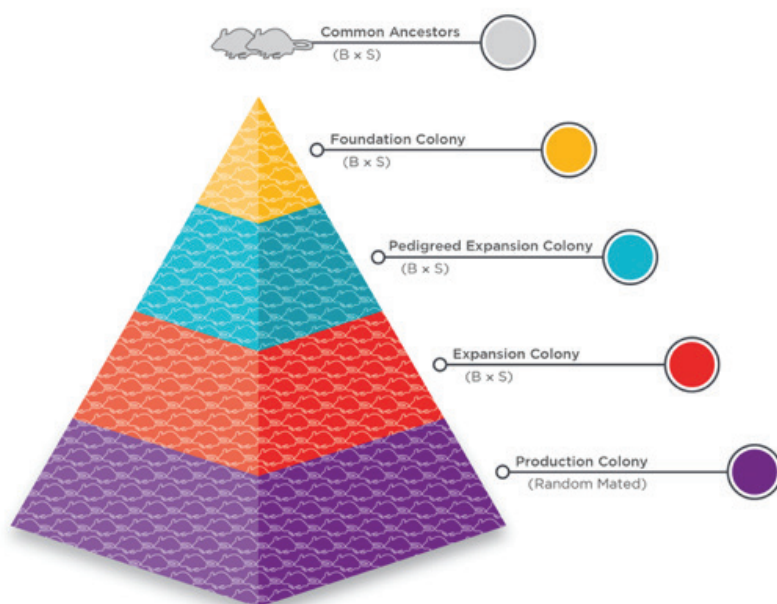 Common Ancestors
(B × S)
Foundation Colony
(B × S)
Pedigreed Expansion Colony
(B × S)
Expansion Colony
(B × S)
Production Colony
(Random Mated)